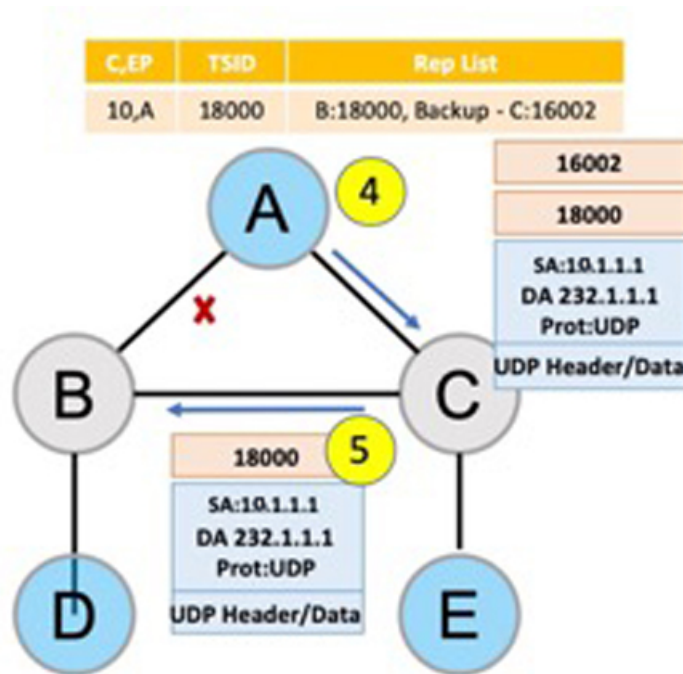 C,EP TSID Rep List
10,A 18000 B:18000, Backup - C:16002
16002
18000
SA:10.1.1.1
DA 232.1.1.1
Prot:UDP
UDP Header/Data
A
4
x
B
C
5
18000
SA:10.1.1.1
DA 232.1.1.1
Prot:UDP
UDP Header/Data
D
E